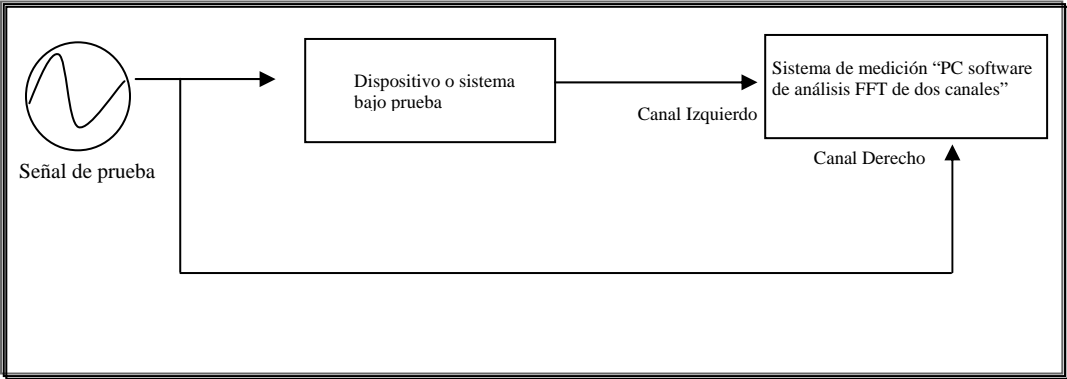 Señal de prueba
Dispositivo o sistema
bajo prueba
Canal Izquierdo
Sistema de medición “PC software
de análisis FFT de dos canales”
Canal Derecho